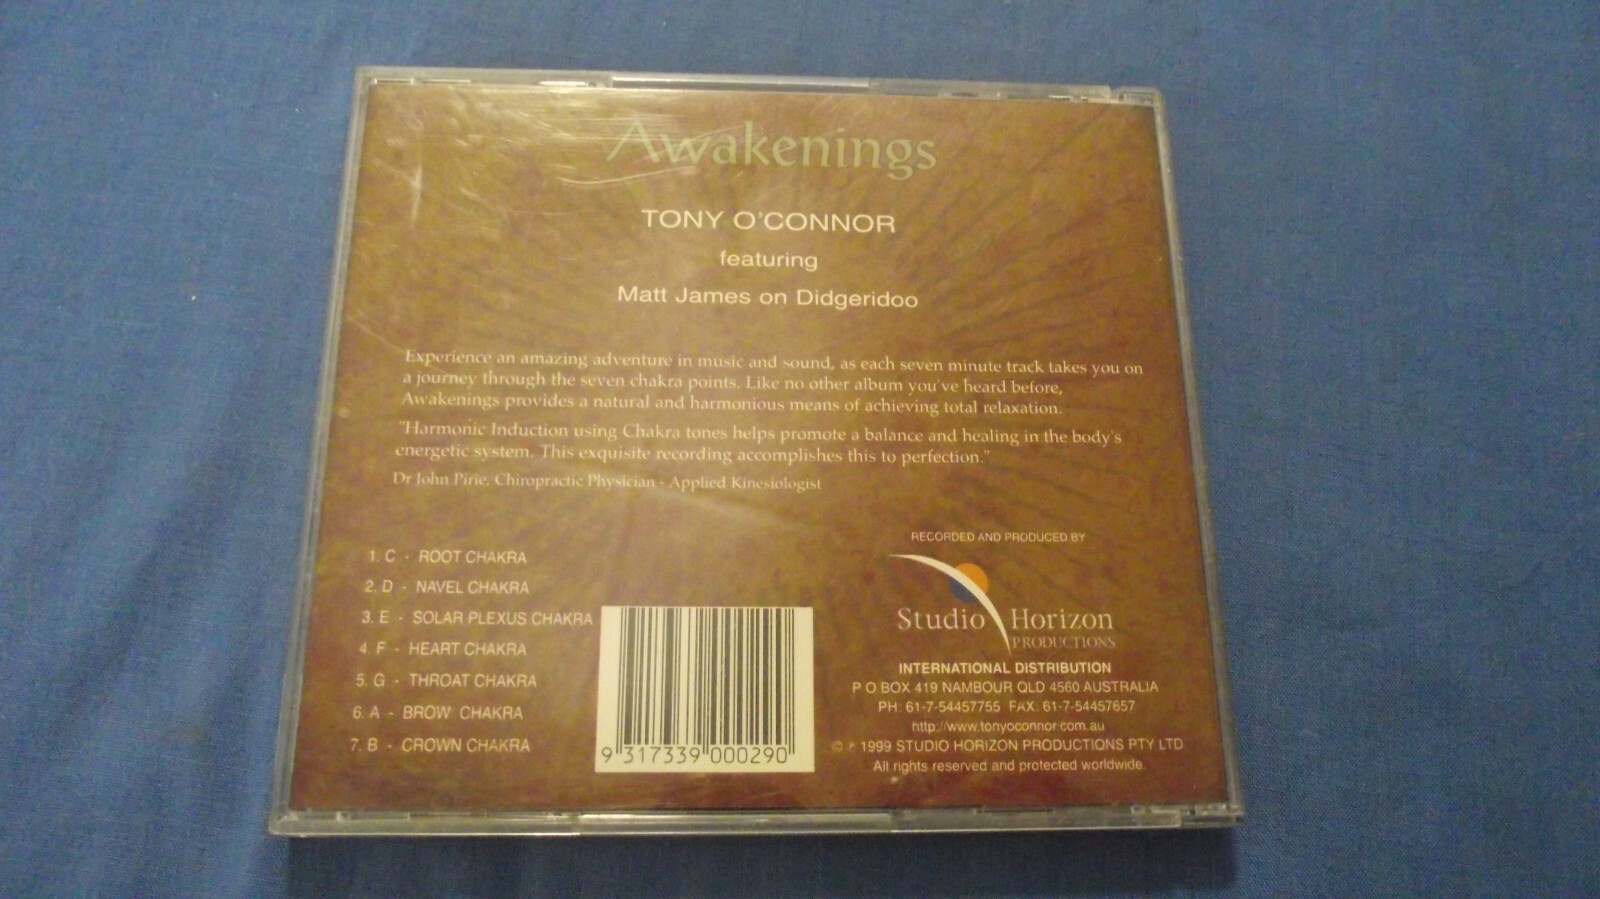 Awakenings
TONY O'CONNOR
featuring
Matt James on Didgeridoo
Experience an amazing adventure in music and sound, as each seven minute track takes you on
a journey through the seven chakra points. Like no other album you've heard before,
Awakenings provides a natural and harmonious means of achieving total relaxation.
"Harmonic Induction using Chakra tones helps promote a balance and healing in the body's
energetic system. This exquisite recording accomplishes this to perfection."
Dr John Pirie, Chiropractic Physician - Applied Kinesiologist
1. C - ROOT CHAKRA
2. D - NAVEL CHAKRA
3. E - SOLAR PLEXUS CHAKRA
4. F - HEART CHAKRA
5. G - THROAT CHAKRA
6. A - BROW CHAKRA
7. B - CROWN CHAKRA
9 317339 000290
RECORDED AND PRODUCED BY
Studio Horizon
PRODUCTIONS
INTERNATIONAL DISTRIBUTION
P O BOX 419 NAMBOUR QLD 4560 AUSTRALIA
PH: 61-7-54457755 FAX: 61-7-54457657
http://www.tonyoconnor.com.au
© ℗ 1999 STUDIO HORIZON PRODUCTIONS PTY LTD
All rights reserved and protected worldwide.